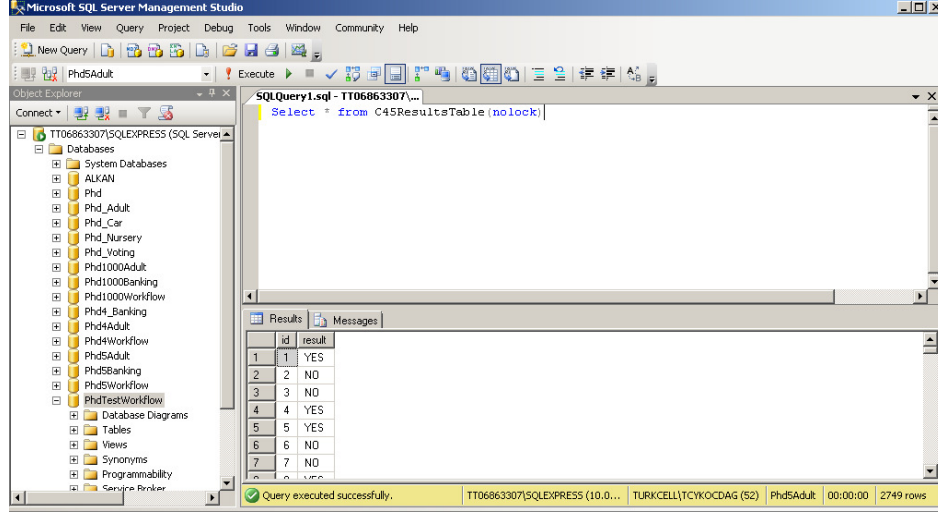 Microsoft SQL Server Management Studio
File Edit View Query Project Debug Tools Window Community Help
New Query
Phd5Adult Execute
Object Explorer
SQLQuery1.sql - TT06863307\...
Connect
Select * from C45ResultsTable(nolock)
TT06863307\SQLEXPRESS (SQL Server
Databases
System Databases
ALKAN
Phd
Phd_Adult
Phd_Car
Phd_Nursery
Phd_Voting
Phd1000Adult
Phd1000Banking
Phd1000Workflow
Phd4_Banking
Phd4Adult
Phd4Workflow
Phd5Adult
Phd5Banking
Phd5Workflow
PhdTestWorkflow
Database Diagrams
Tables
Views
Synonyms
Programmability
Service Broker
Results Messages
id result
1 1 YES
2 2 NO
3 3 NO
4 4 YES
5 5 YES
6 6 NO
7 7 NO
8 8 YES
Query executed successfully. TT06863307\SQLEXPRESS (10.0... TURKCELL\TCYKOCDAG (52) Phd5Adult 00:00:00 2749 rows